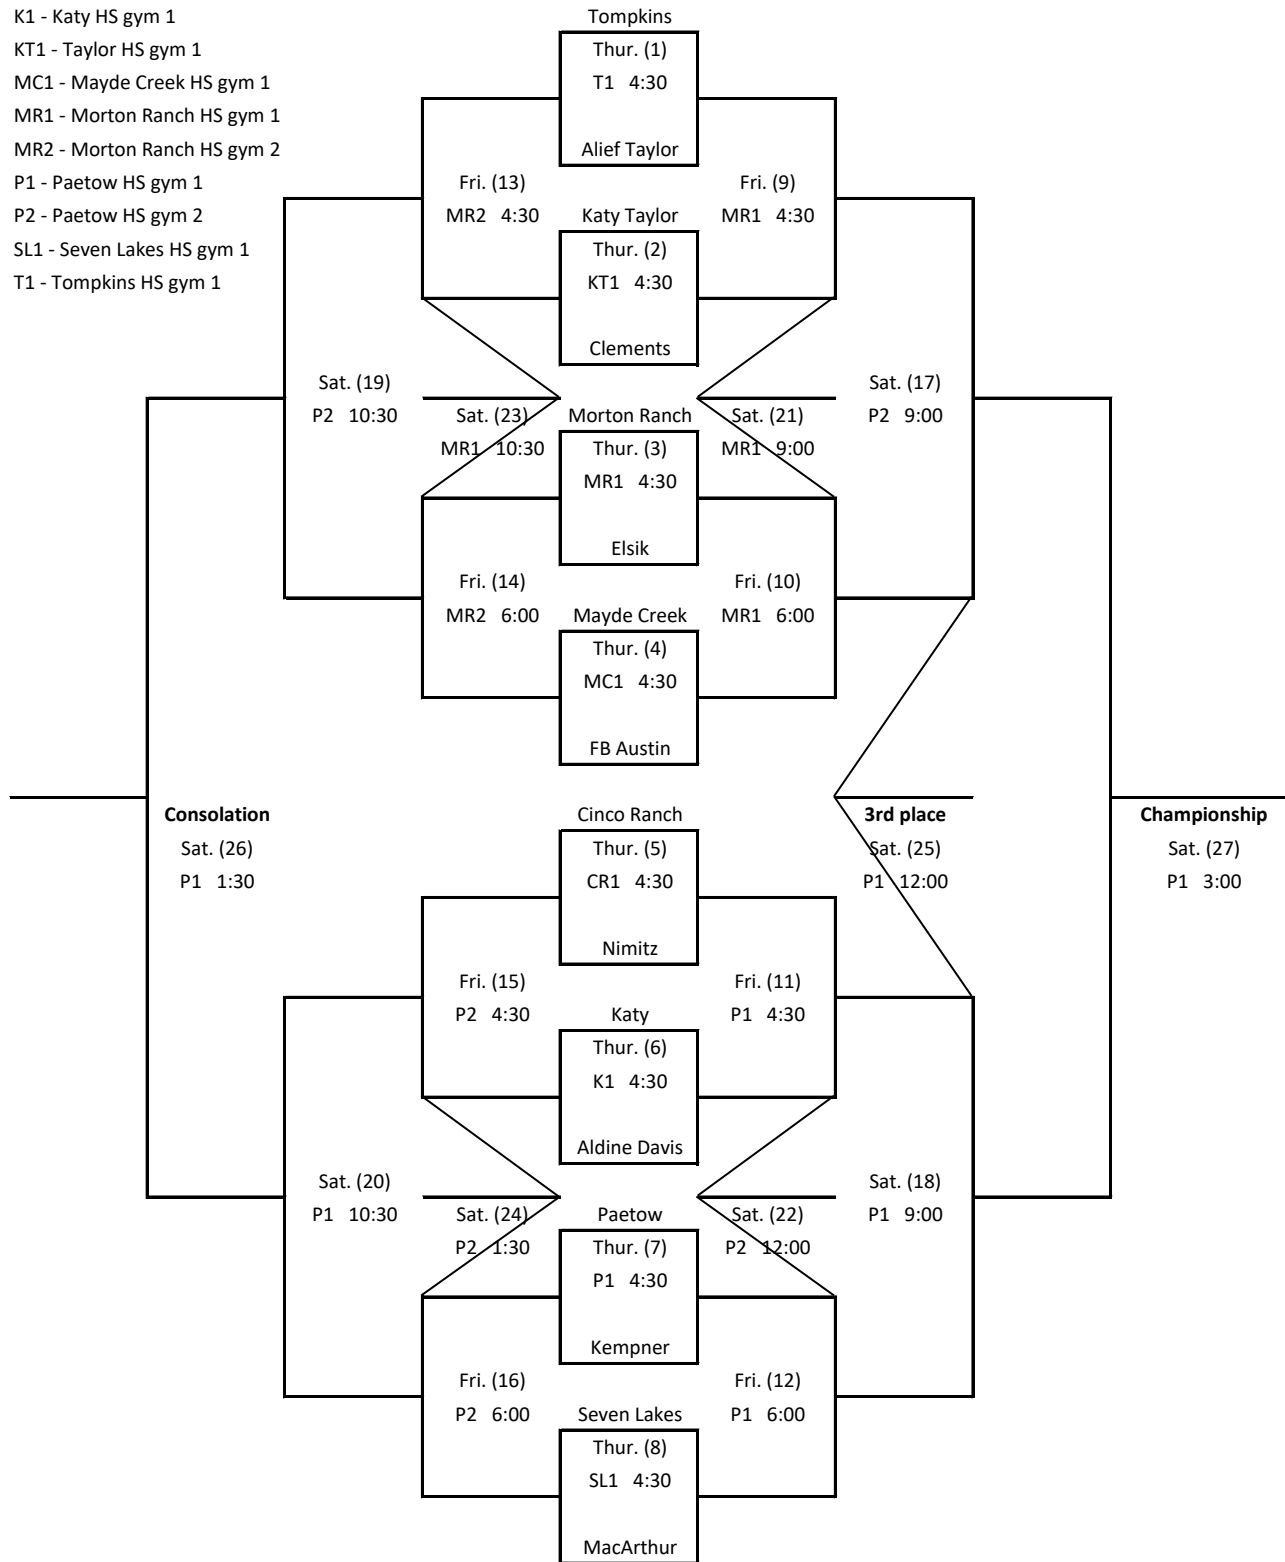 K1 - Katy HS gym 1
KT1 - Taylor HS gym 1
MC1 - Mayde Creek HS gym 1
MR1 - Morton Ranch HS gym 1
MR2 - Morton Ranch HS gym 2
P1 - Paetow HS gym 1
P2 - Paetow HS gym 2
SL1 - Seven Lakes HS gym 1
T1 - Tompkins HS gym 1
Tompkins
Thur. (1)
T1 4:30
Alief Taylor
Fri. (13)
MR2 4:30
Fri. (9)
MR1 4:30
Katy Taylor
Thur. (2)
KT1 4:30
Clements
Sat. (19)
P2 10:30
Sat. (23)
MR1 10:30
Morton Ranch
Thur. (3)
MR1 4:30
Elsik
Sat. (21)
MR1 9:00
Sat. (17)
P2 9:00
Fri. (14)
MR2 6:00
Fri. (10)
MR1 6:00
Mayde Creek
Thur. (4)
MC1 4:30
FB Austin
Consolation
Sat. (26)
P1 1:30
Cinco Ranch
Thur. (5)
CR1 4:30
Nimitz
3rd place
Sat. (25)
P1 12:00
Championship
Sat. (27)
P1 3:00
Fri. (15)
P2 4:30
Fri. (11)
P1 4:30
Katy
Thur. (6)
K1 4:30
Aldine Davis
Sat. (20)
P1 10:30
Sat. (24)
P2 1:30
Paetow
Thur. (7)
P1 4:30
Kempner
Sat. (22)
P2 12:00
Sat. (18)
P1 9:00
Fri. (16)
P2 6:00
Fri. (12)
P1 6:00
Seven Lakes
Thur. (8)
SL1 4:30
MacArthur